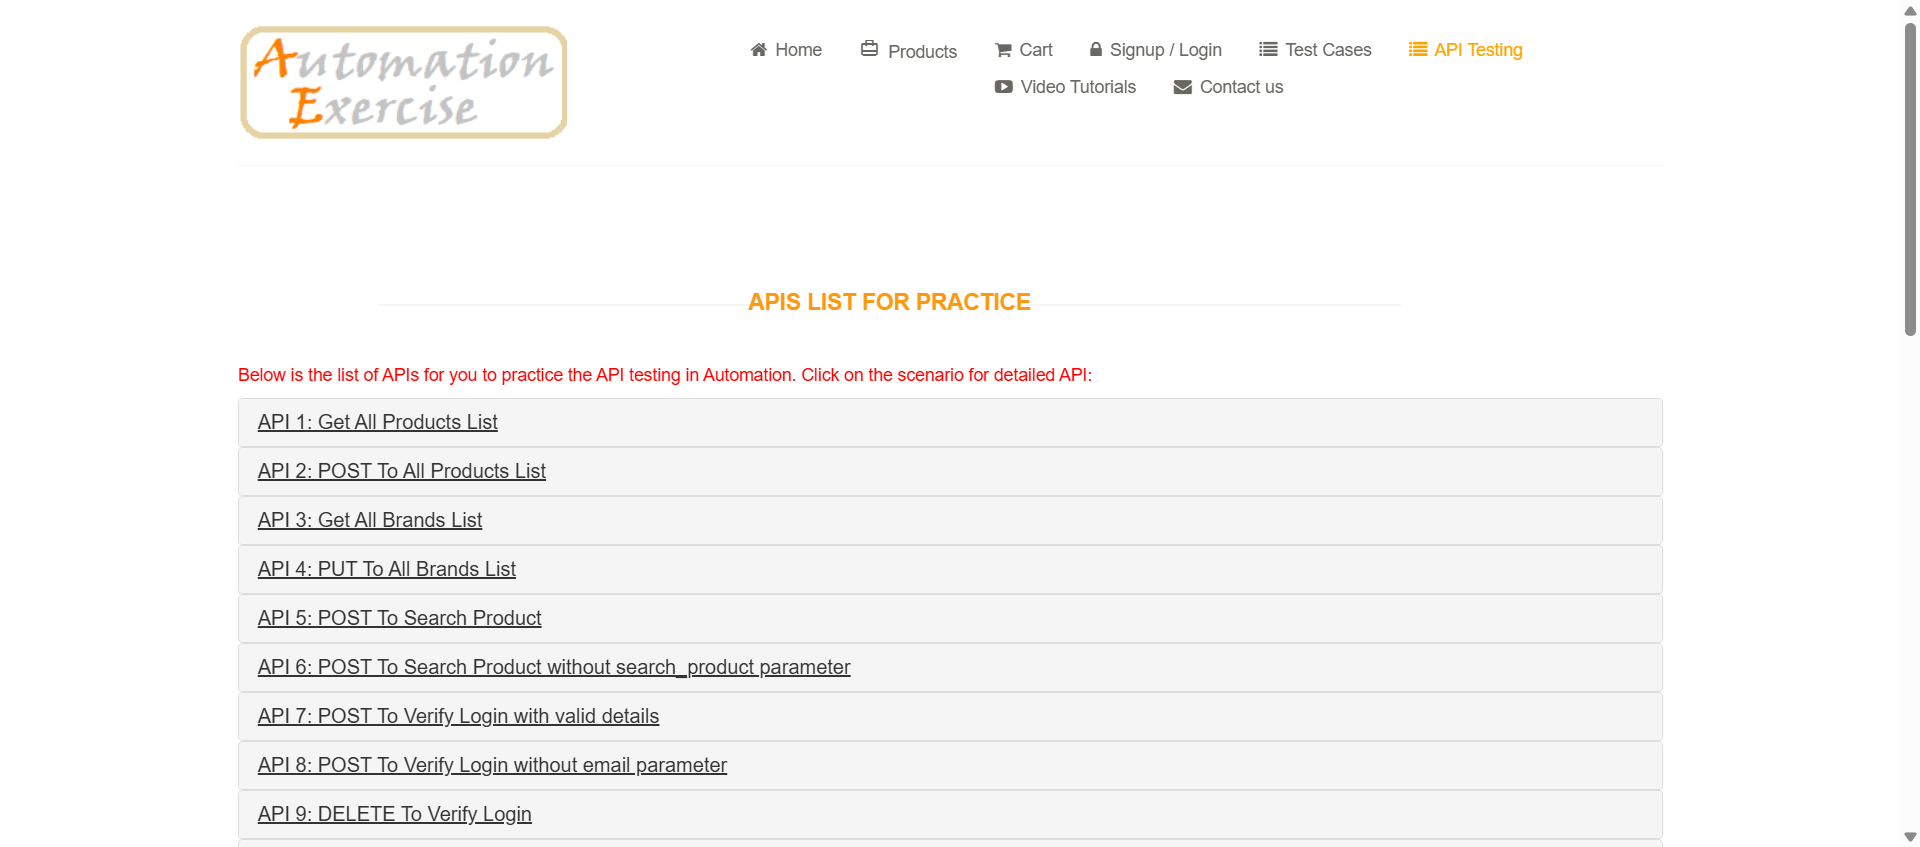 Automation
Exercise
Home Products Cart Signup / Login Test Cases API Testing
Video Tutorials Contact us
APIS LIST FOR PRACTICE
Below is the list of APIs for you to practice the API testing in Automation. Click on the scenario for detailed API:
API 1: Get All Products List
API 2: POST To All Products List
API 3: Get All Brands List
API 4: PUT To All Brands List
API 5: POST To Search Product
API 6: POST To Search Product without search_product parameter
API 7: POST To Verify Login with valid details
API 8: POST To Verify Login without email parameter
API 9: DELETE To Verify Login